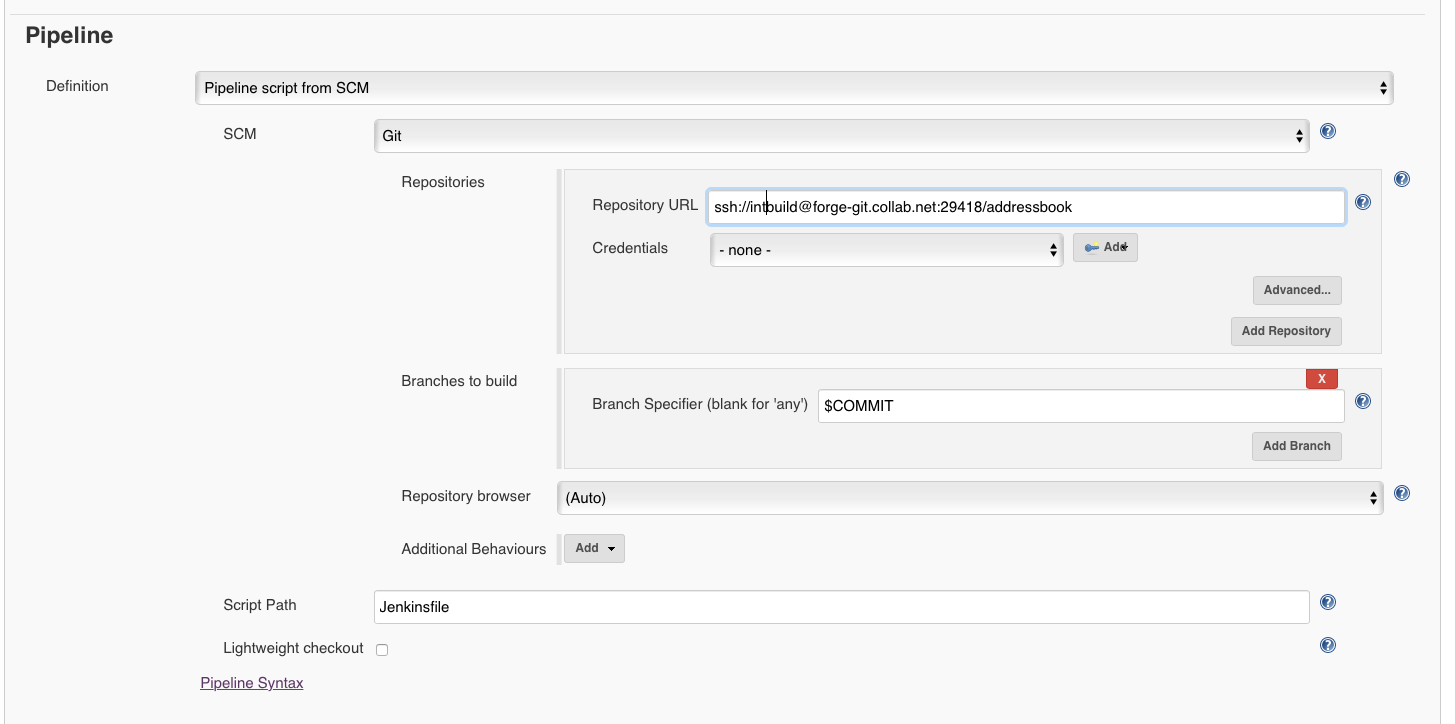 Pipeline
Definition Pipeline script from SCM
SCM Git
Repositories
Repository URL ssh://intbuild@forge-git.collab.net:29418/addressbook
Credentials - none - Add
Advanced...
Add Repository
Branches to build X
Branch Specifier (blank for 'any') $COMMIT
Add Branch
Repository browser (Auto)
Additional Behaviours Add
Script Path Jenkinsfile
Lightweight checkout
Pipeline Syntax